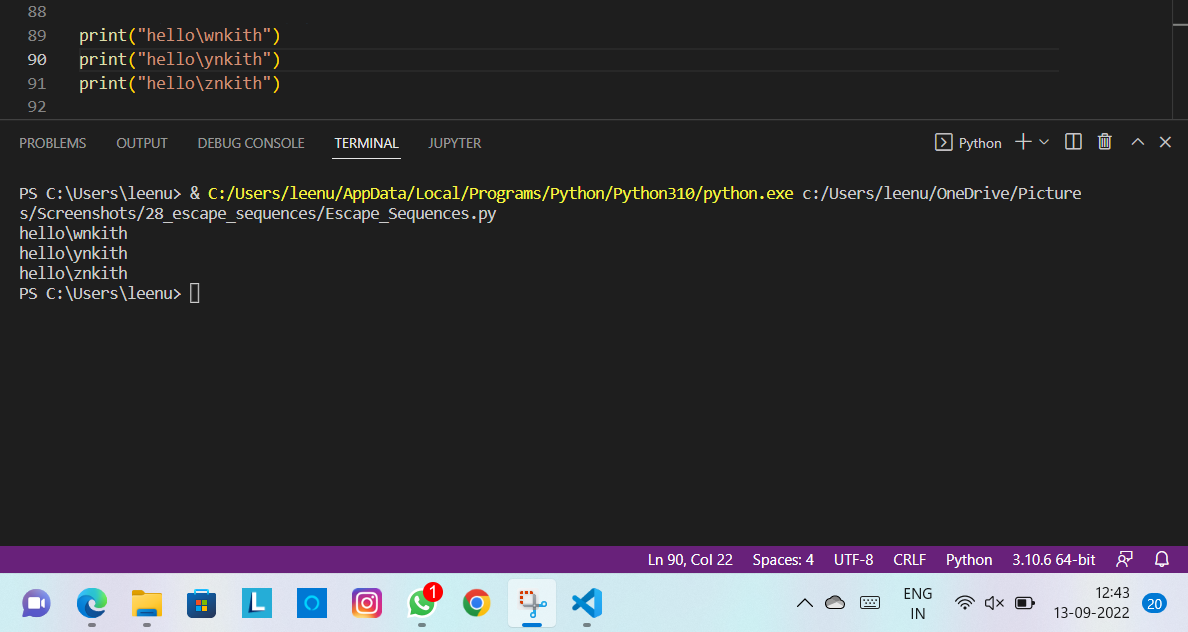 88
89 print("hello\wnkith")
90 print("hello\ynkith")
91 print("hello\znkith")
92
PROBLEMS OUTPUT DEBUG CONSOLE TERMINAL JUPYTER Python
PS C:\Users\leenu> & C:/Users/leenu/AppData/Local/Programs/Python/Python310/python.exe c:/Users/leenu/OneDrive/Picture
s/Screenshots/28_escape_sequences/Escape_Sequences.py
hello\wnkith
hello\ynkith
hello\znkith
PS C:\Users\leenu>
Ln 90, Col 22 Spaces: 4 UTF-8 CRLF Python 3.10.6 64-bit
L 1 ENG 12:43
IN 13-09-2022 20